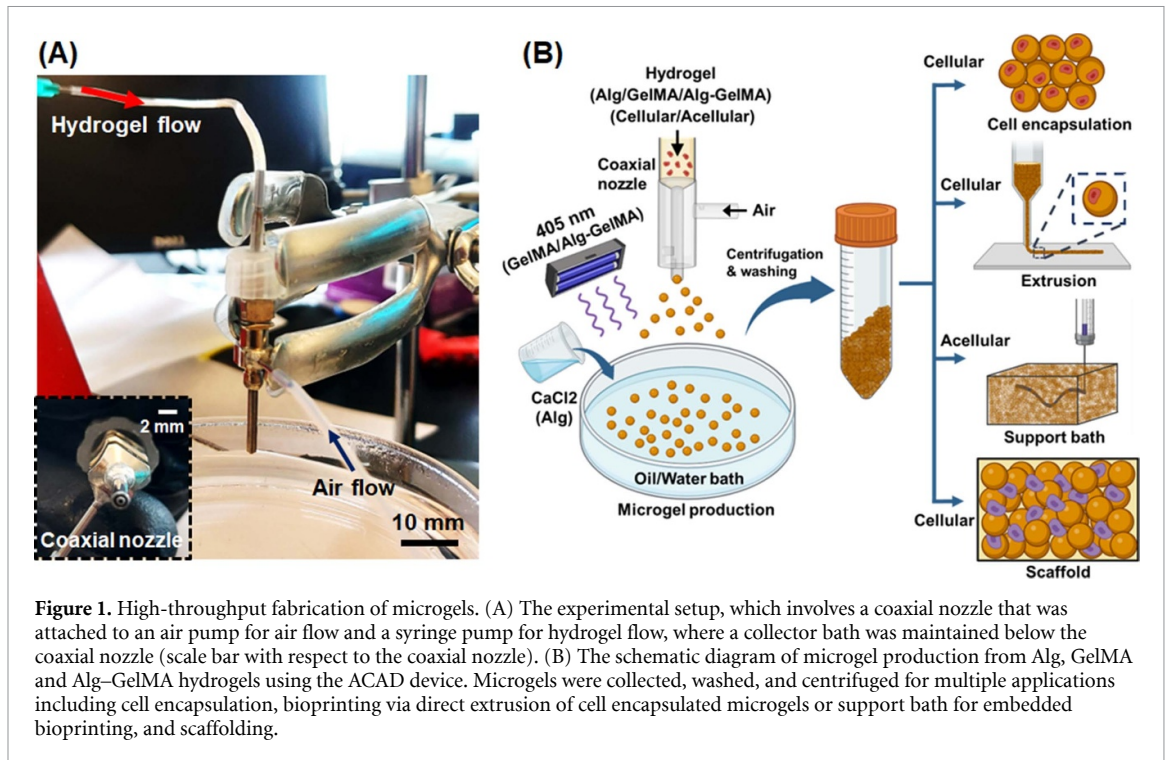 (A)
Hydrogel flow
2 mm
Coaxial nozzle
Air flow
10 mm
(B)
Hydrogel
(Alg/GelMA/Alg-GelMA)
(Cellular/Acellular)
Coaxial
nozzle
Air
405 nm
(GelMA/Alg-GelMA)
CaCl2
(Alg)
Oil/Water bath
Microgel production
Centrifugation
& washing
Cellular
Cell encapsulation
Cellular
Extrusion
Acellular
Support bath
Cellular
Scaffold
Figure 1. High-throughput fabrication of microgels. (A) The experimental setup, which involves a coaxial nozzle that was
attached to an air pump for air flow and a syringe pump for hydrogel flow, where a collector bath was maintained below the
coaxial nozzle (scale bar with respect to the coaxial nozzle). (B) The schematic diagram of microgel production from Alg, GelMA
and Alg–GelMA hydrogels using the ACAD device. Microgels were collected, washed, and centrifuged for multiple applications
including cell encapsulation, bioprinting via direct extrusion of cell encapsulated microgels or support bath for embedded
bioprinting, and scaffolding.